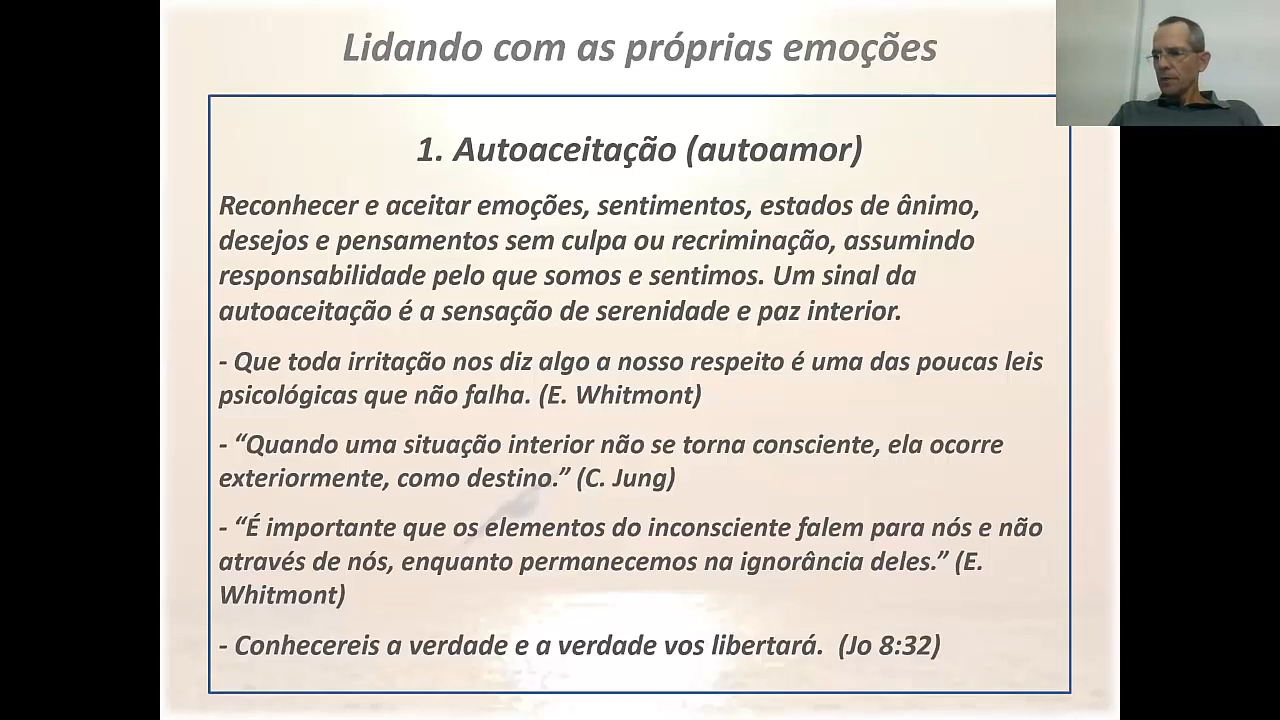 Lidando com as próprias emoções
1. Autoaceitação (autoamor)
Reconhecer e aceitar emoções, sentimentos, estados de ânimo,
desejos e pensamentos sem culpa ou recriminação, assumindo
responsabilidade pelo que somos e sentimos. Um sinal da
autoaceitação é a sensação de serenidade e paz interior.
- Que toda irritação nos diz algo a nosso respeito é uma das poucas leis
psicológicas que não falha. (E. Whitmont)
- “Quando uma situação interior não se torna consciente, ela ocorre
exteriormente, como destino.” (C. Jung)
- “É importante que os elementos do inconsciente falem para nós e não
através de nós, enquanto permanecemos na ignorância deles.” (E.
Whitmont)
- Conhecereis a verdade e a verdade vos libertará.  (Jo 8:32)